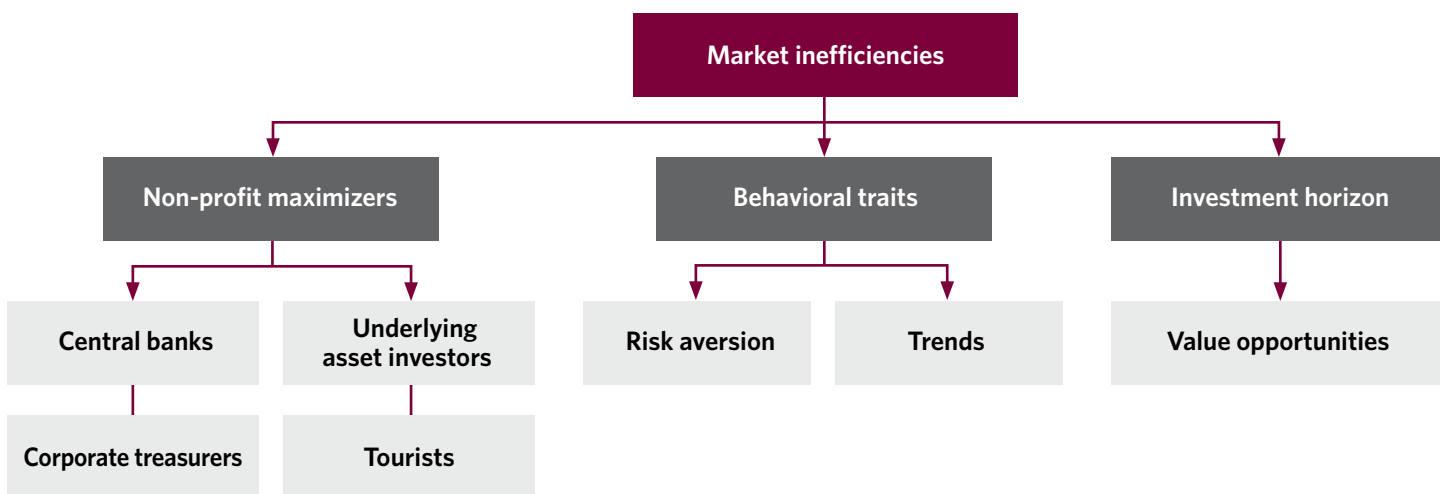 Market inefficiencies
Non-profit maximizers
Behavioral traits
Investment horizon
Central banks
Underlying
asset investors
Risk aversion
Trends
Value opportunities
Corporate treasurers
Tourists